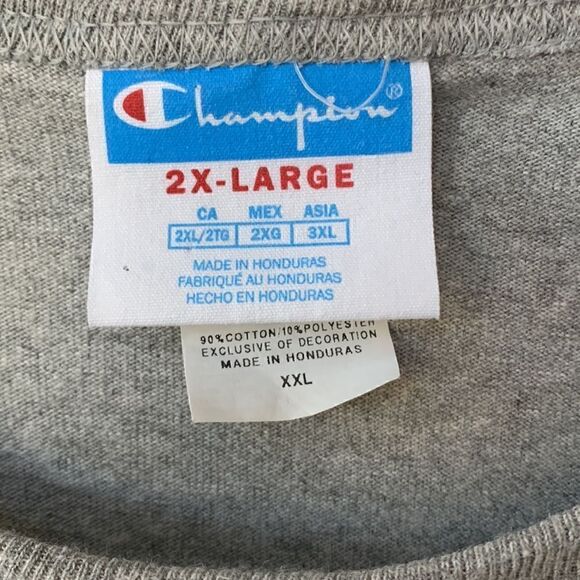 Champion®
2X-LARGE
CA MEX ASIA
2XL/2TG 2XG 3XL
MADE IN HONDURAS
FABRIQUÉ AU HONDURAS
HECHO EN HONDURAS
90%COTTON/10%POLYESTER
EXCLUSIVE OF DECORATION
MADE IN HONDURAS
XXL